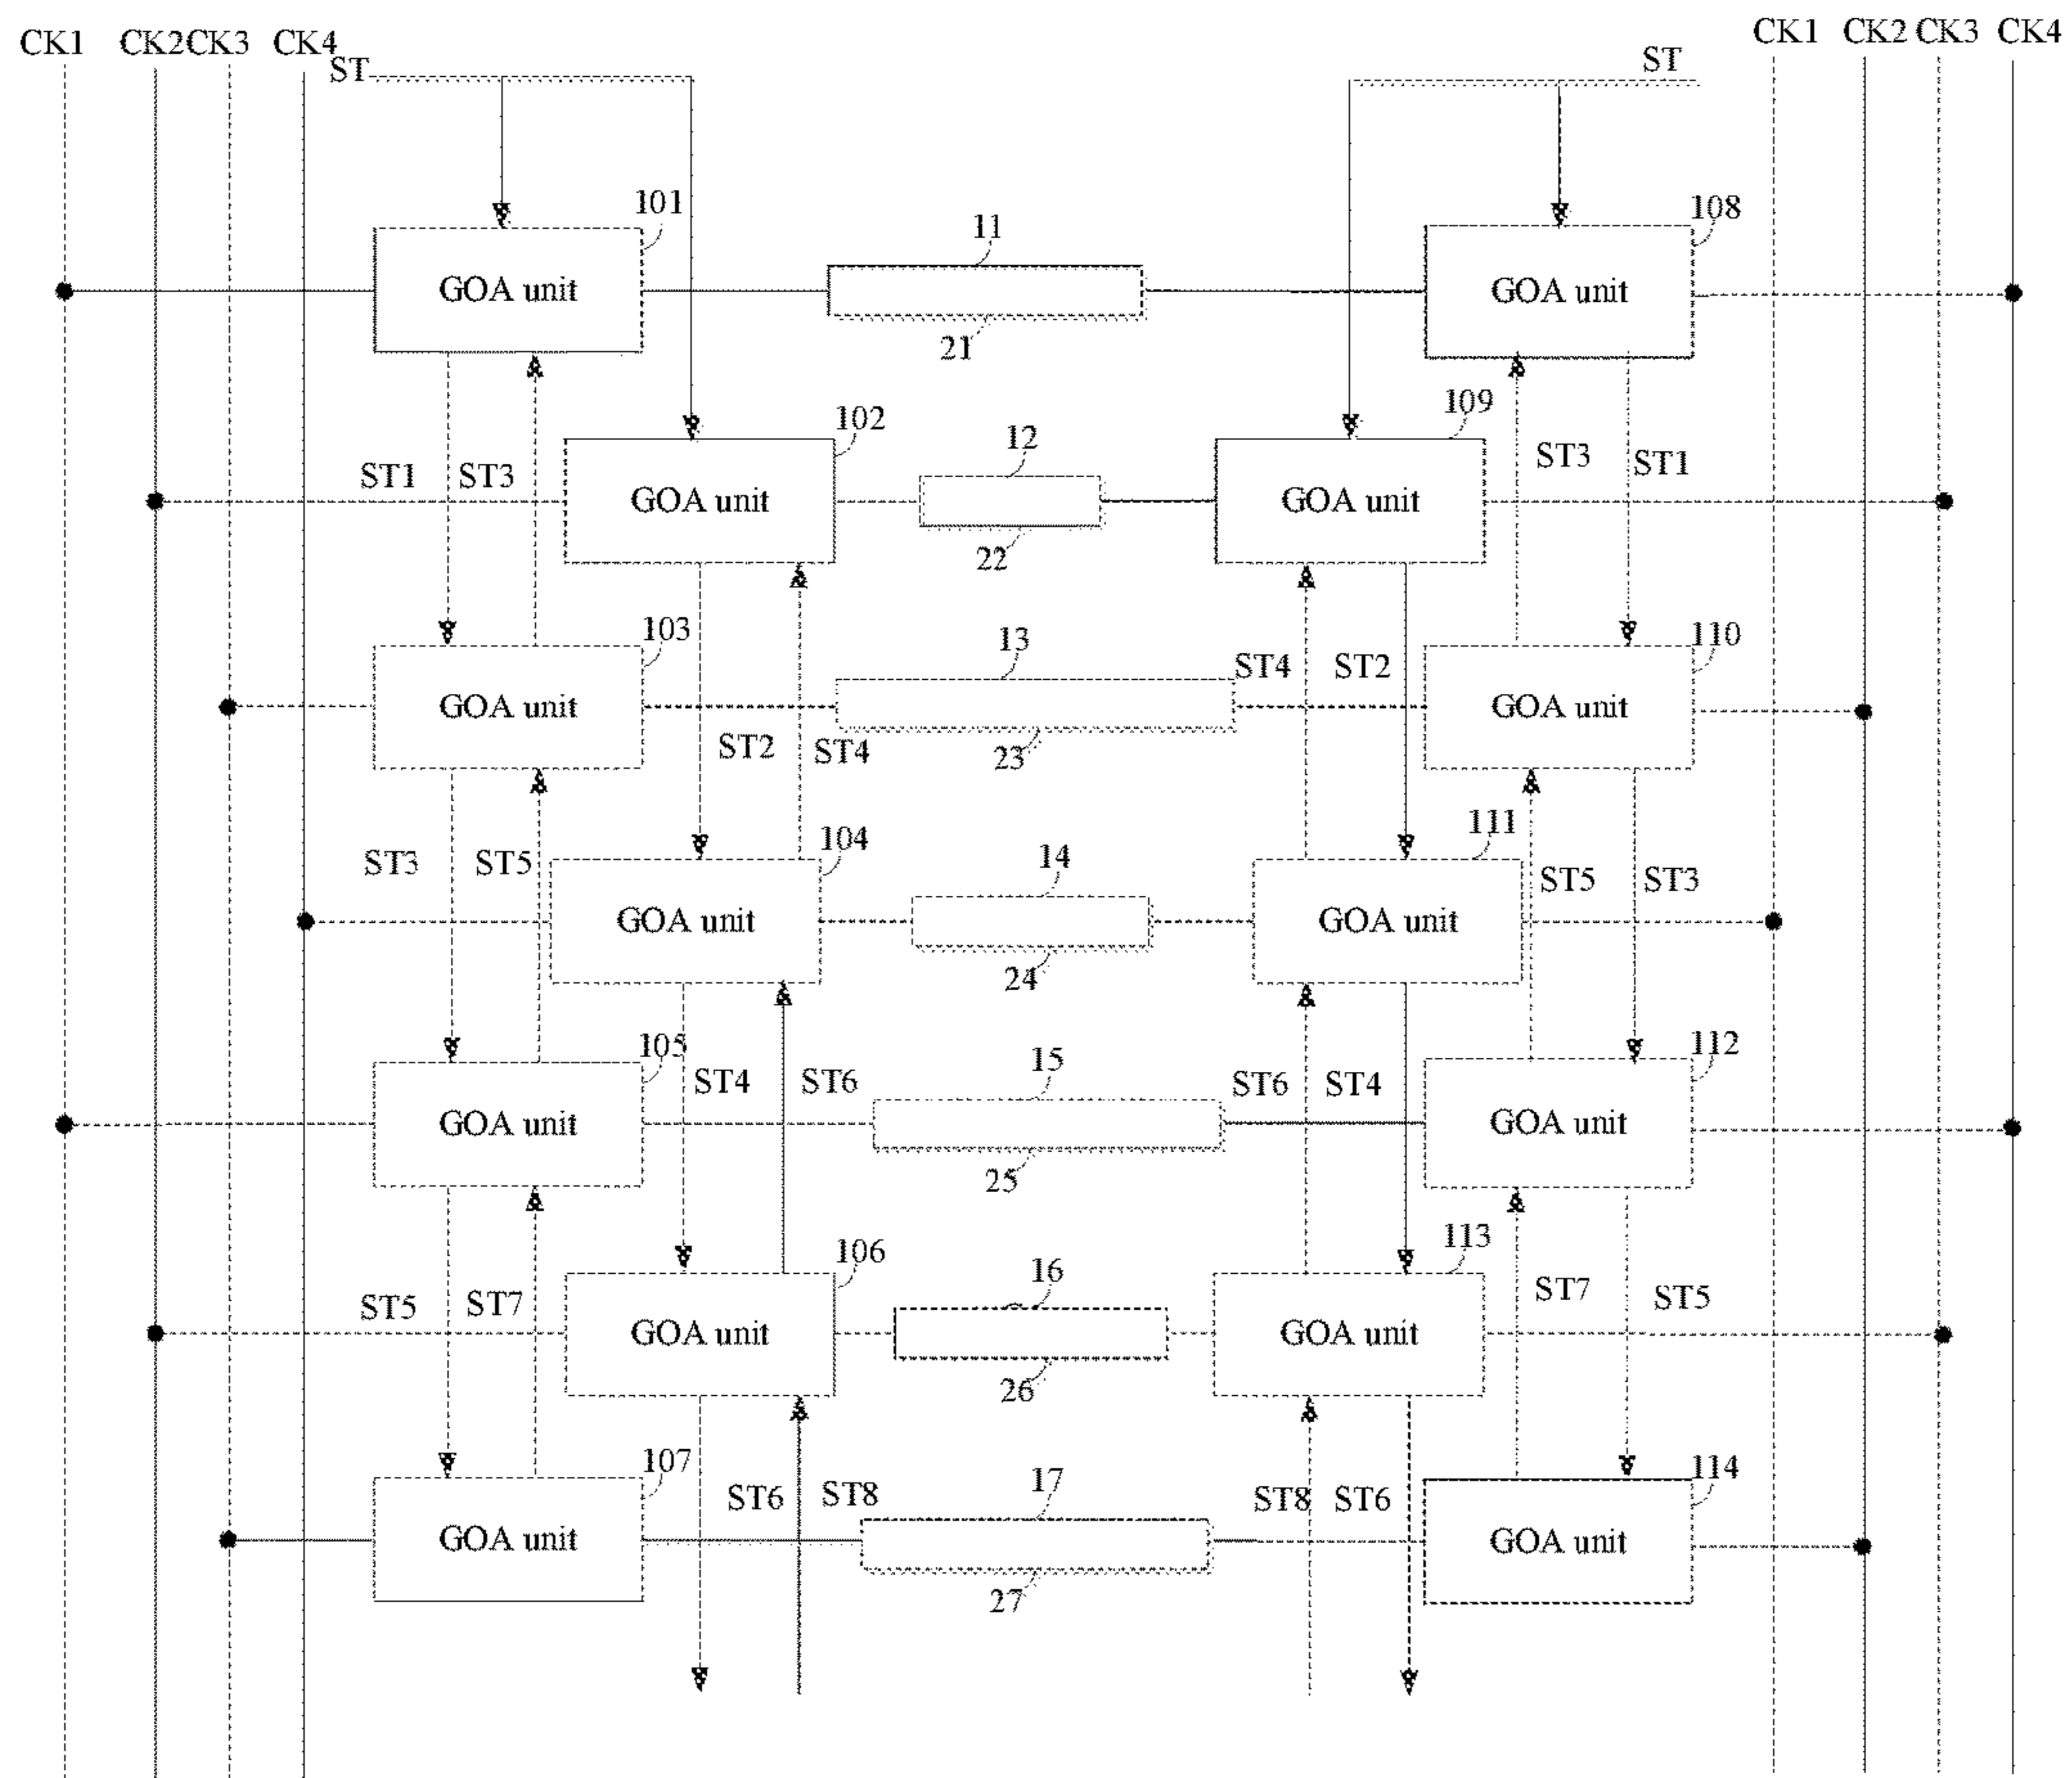 CK1 CK2 CK3 CK4 CK1 CK2 CK3 CK4
ST ST
101 11 108
GOA unit GOA unit
21
102 12 109
ST1 ST3 ST3 ST1
GOA unit GOA unit
22
103 13 110
ST4 ST2
GOA unit GOA unit
ST2 ST4 23
104 14 111
ST3 ST5 ST5 ST3
GOA unit GOA unit
24
105 15 112
ST4 ST6 ST6 ST4
GOA unit GOA unit
25
106 16 113
ST5 ST7 ST7 ST5
GOA unit GOA unit
26
107 17 114
ST6 ST8 ST8 ST6
GOA unit GOA unit
27